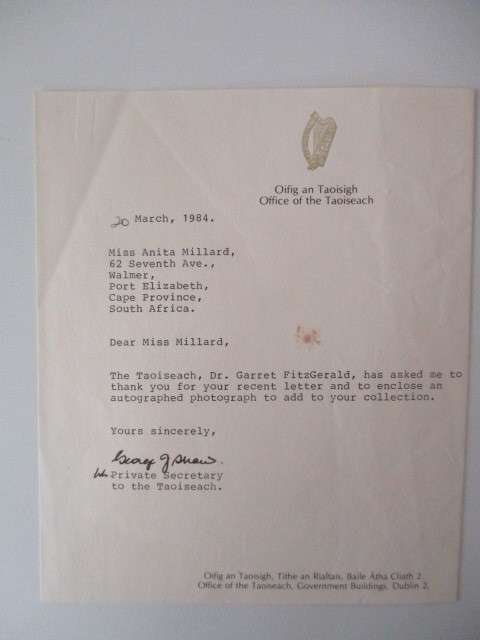 Oifig an Taoisigh
Office of the Taoiseach
20 March, 1984.
Miss Anita Millard,
62 Seventh Ave.,
Walmer,
Port Elizabeth,
Cape Province,
South Africa.
Dear Miss Millard,
The Taoiseach, Dr. Garret FitzGerald, has asked me to
thank you for your recent letter and to enclose an
autographed photograph to add to your collection.
Yours sincerely,
George J Shaw.
Private Secretary
to the Taoiseach.
Oifig an Taoisigh, Tithe an Rialtais, Baile Átha Cliath 2.
Office of the Taoiseach, Government Buildings, Dublin 2.